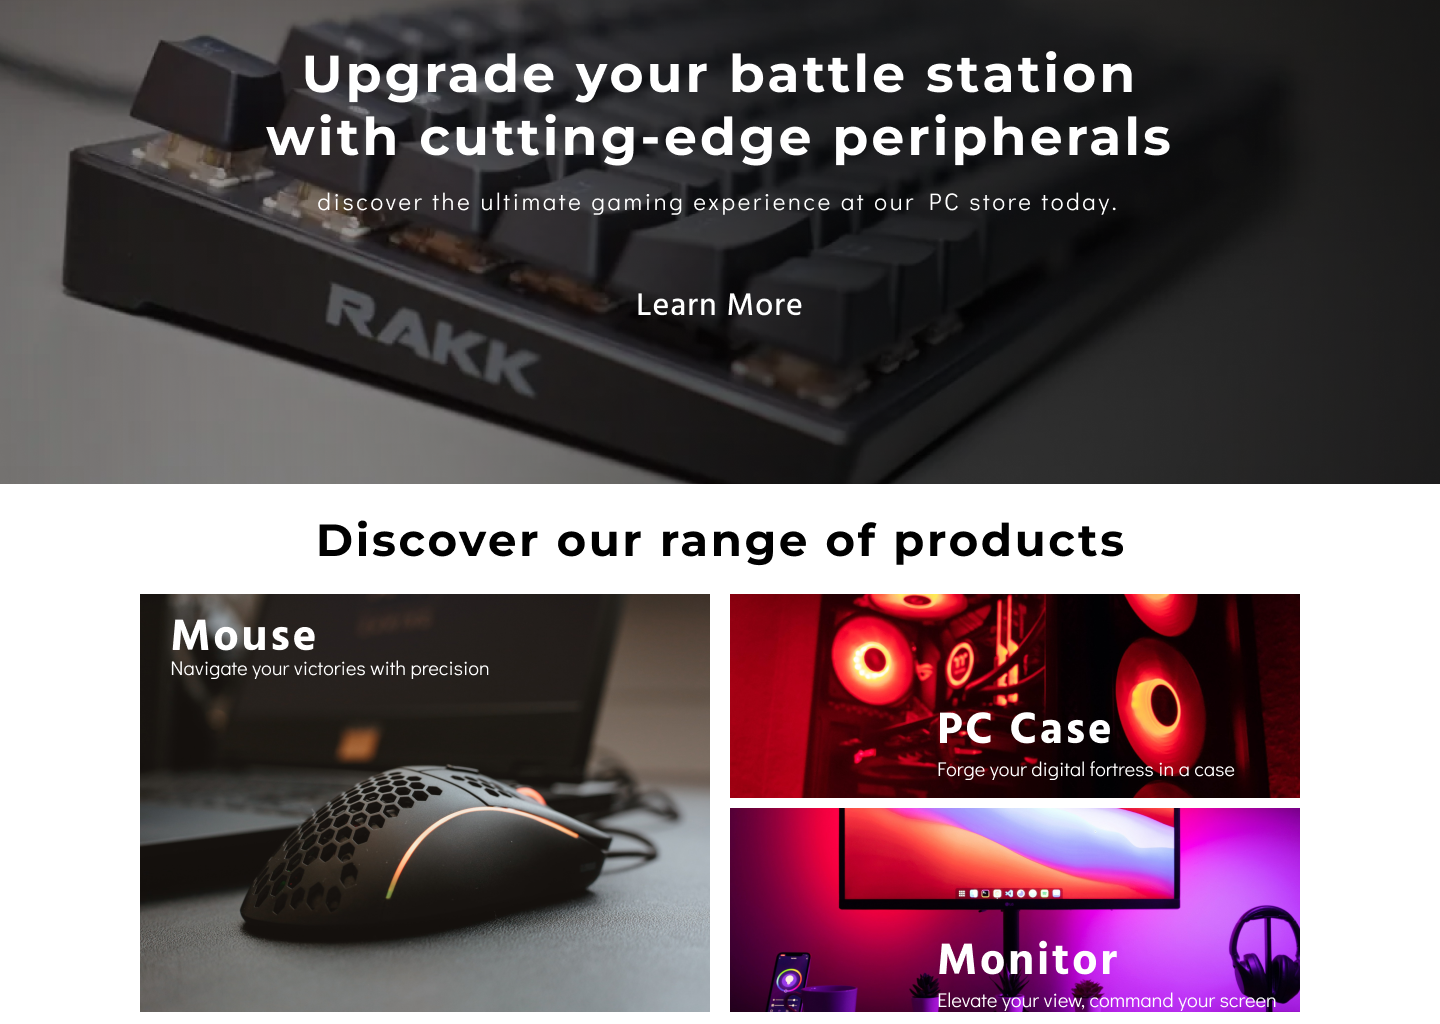 Upgrade your battle station
with cutting-edge peripherals
discover the ultimate gaming experience at our PC store today.
Learn More
RAKK
Discover our range of products
Mouse
Navigate your victories with precision
PC Case
Forge your digital fortress in a case
Monitor
Elevate your view, command your screen